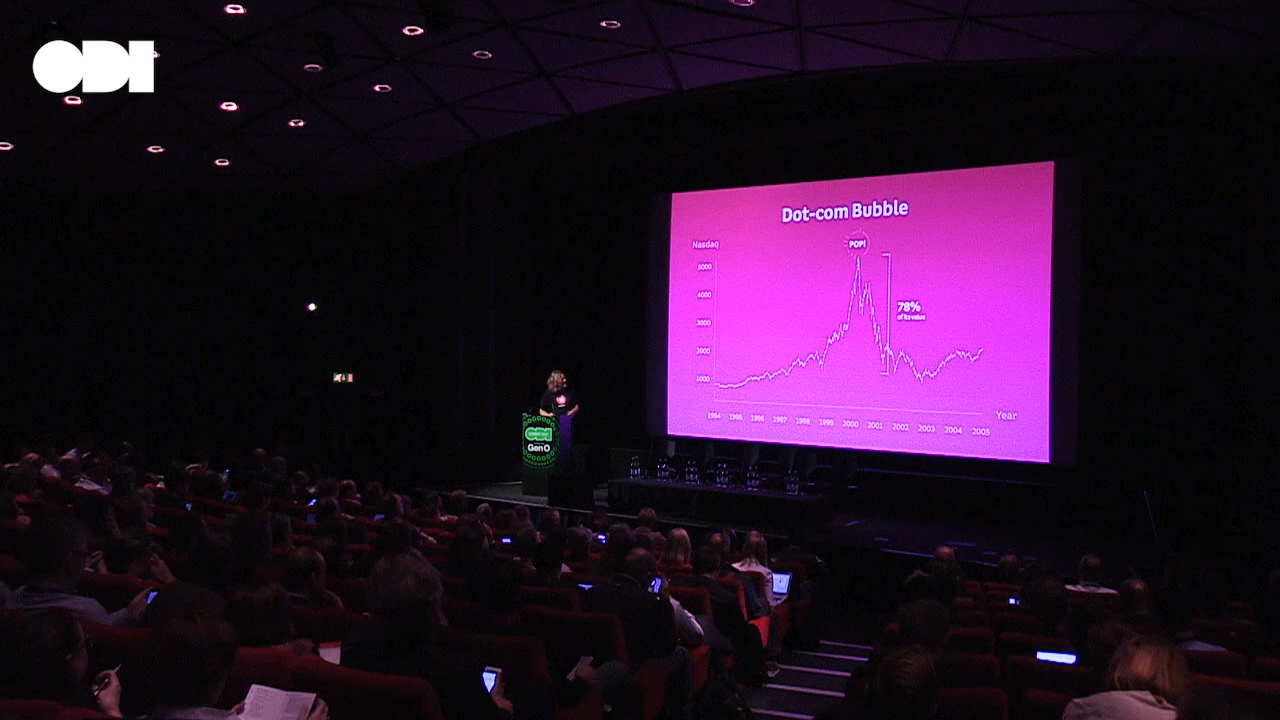 ODI
Dot-com Bubble
Nasdaq
POP!
5000
4000
78%
of its value
3000
2000
1000
1994 1995 1996 1997 1998 1999 2000 2001 2002 2003 2004 2005
Year
ODI
Gen O